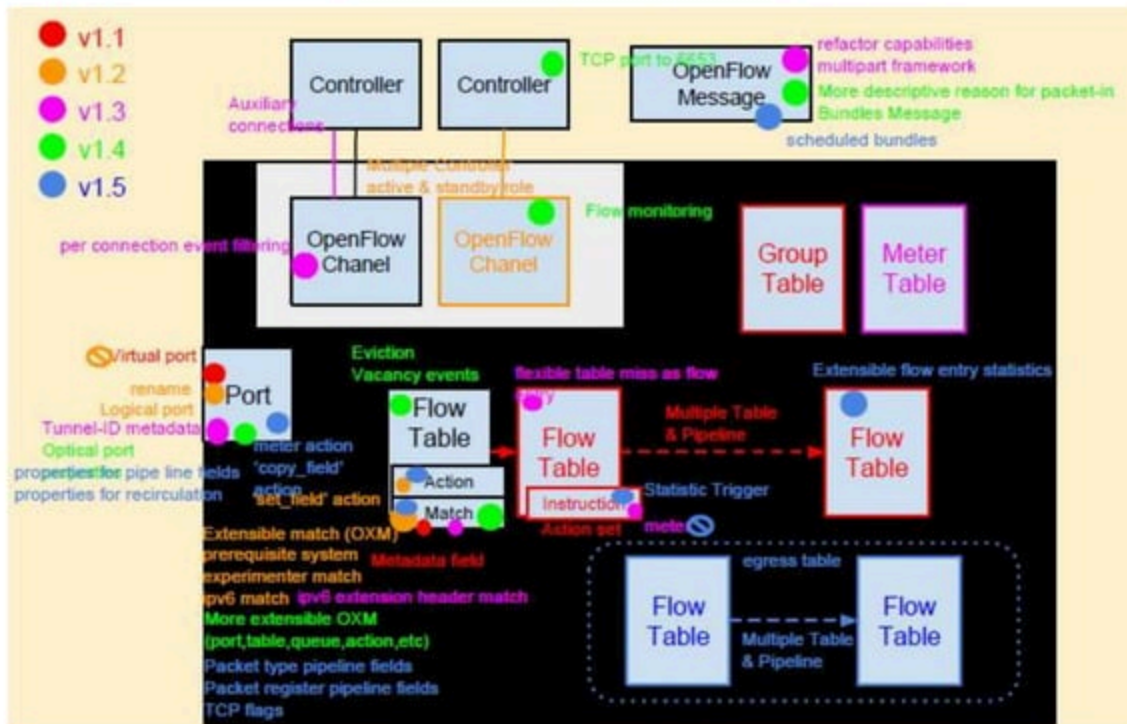 v1.1
v1.2
v1.3
v1.4
v1.5
Controller
Controller
TCP port to 6653
OpenFlow
Message
refactor capabilities
multipart framework
More descriptive reason for packet-in
Bundles Message
scheduled bundles
Auxiliary
connections
Multiple Controller
active & standby role
per connection event filtering
OpenFlow
Chanel
OpenFlow
Chanel
Flow monitoring
Group
Table
Meter
Table
Virtual port
rename
Logical port
Tunnel-ID metadata
Optical port
properties for pipe line fields
properties for recirculation
Port
Eviction
Vacancy events
Flow
Table
Action
Match
meter action
'copy_field'
action
'set_field' action
flexible table miss as flow
entry
Flow
Table
Instruction
Action set
Multiple Table
& Pipeline
Extensible flow entry statistics
Flow
Table
Statistic Trigger
meter
Extensible match (OXM)
prerequisite system
experimenter match
ipv6 match
Metadata field
ipv6 extension header match
More extensible OXM
(port,table,queue,action,etc)
Packet type pipeline fields
Packet register pipeline fields
TCP flags
egress table
Flow
Table
Multiple Table
& Pipeline
Flow
Table